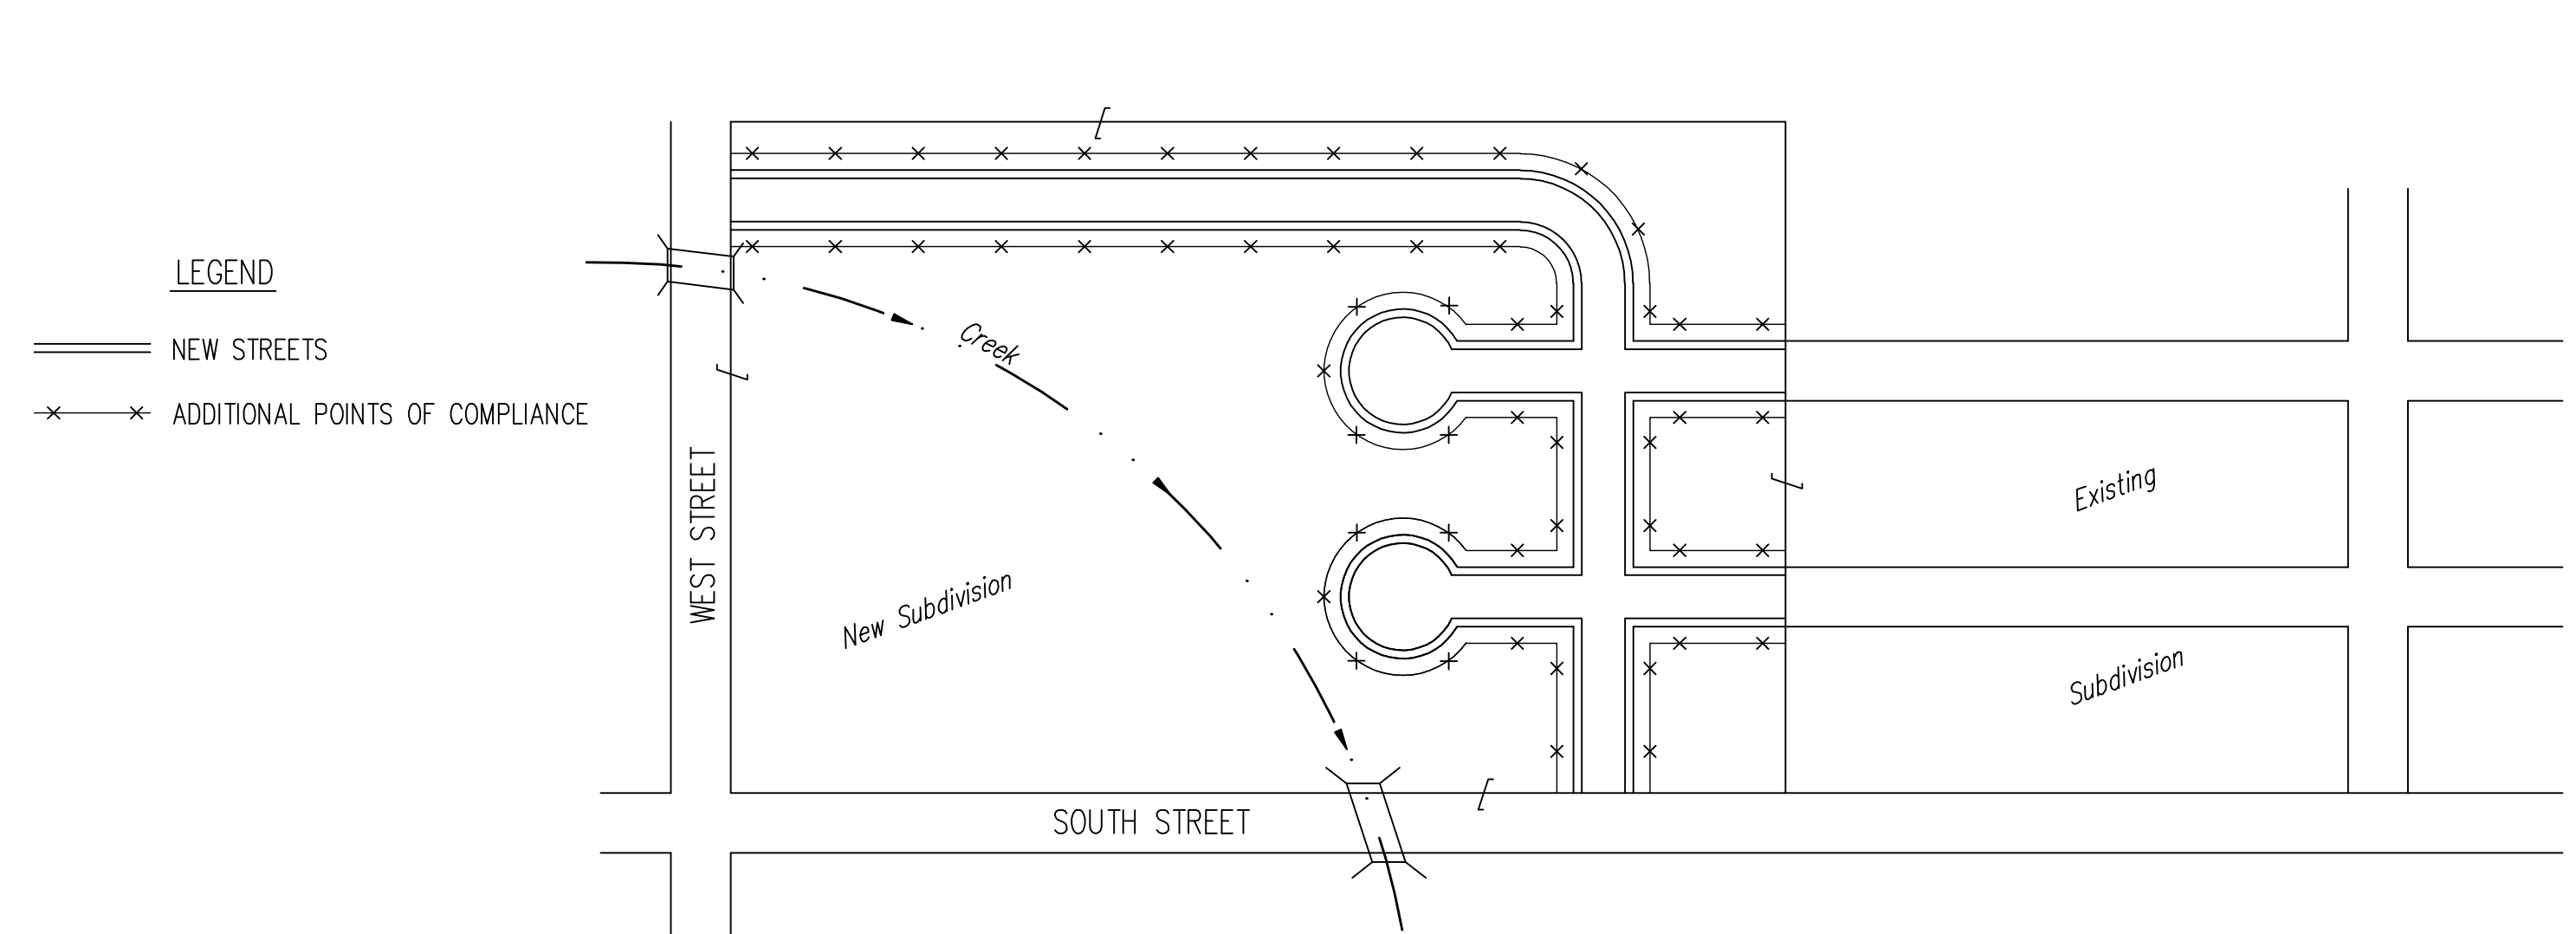 LEGEND
NEW STREETS
ADDITIONAL POINTS OF COMPLIANCE
Creek
WEST STREET
New Subdivision
SOUTH STREET
Existing
Subdivision